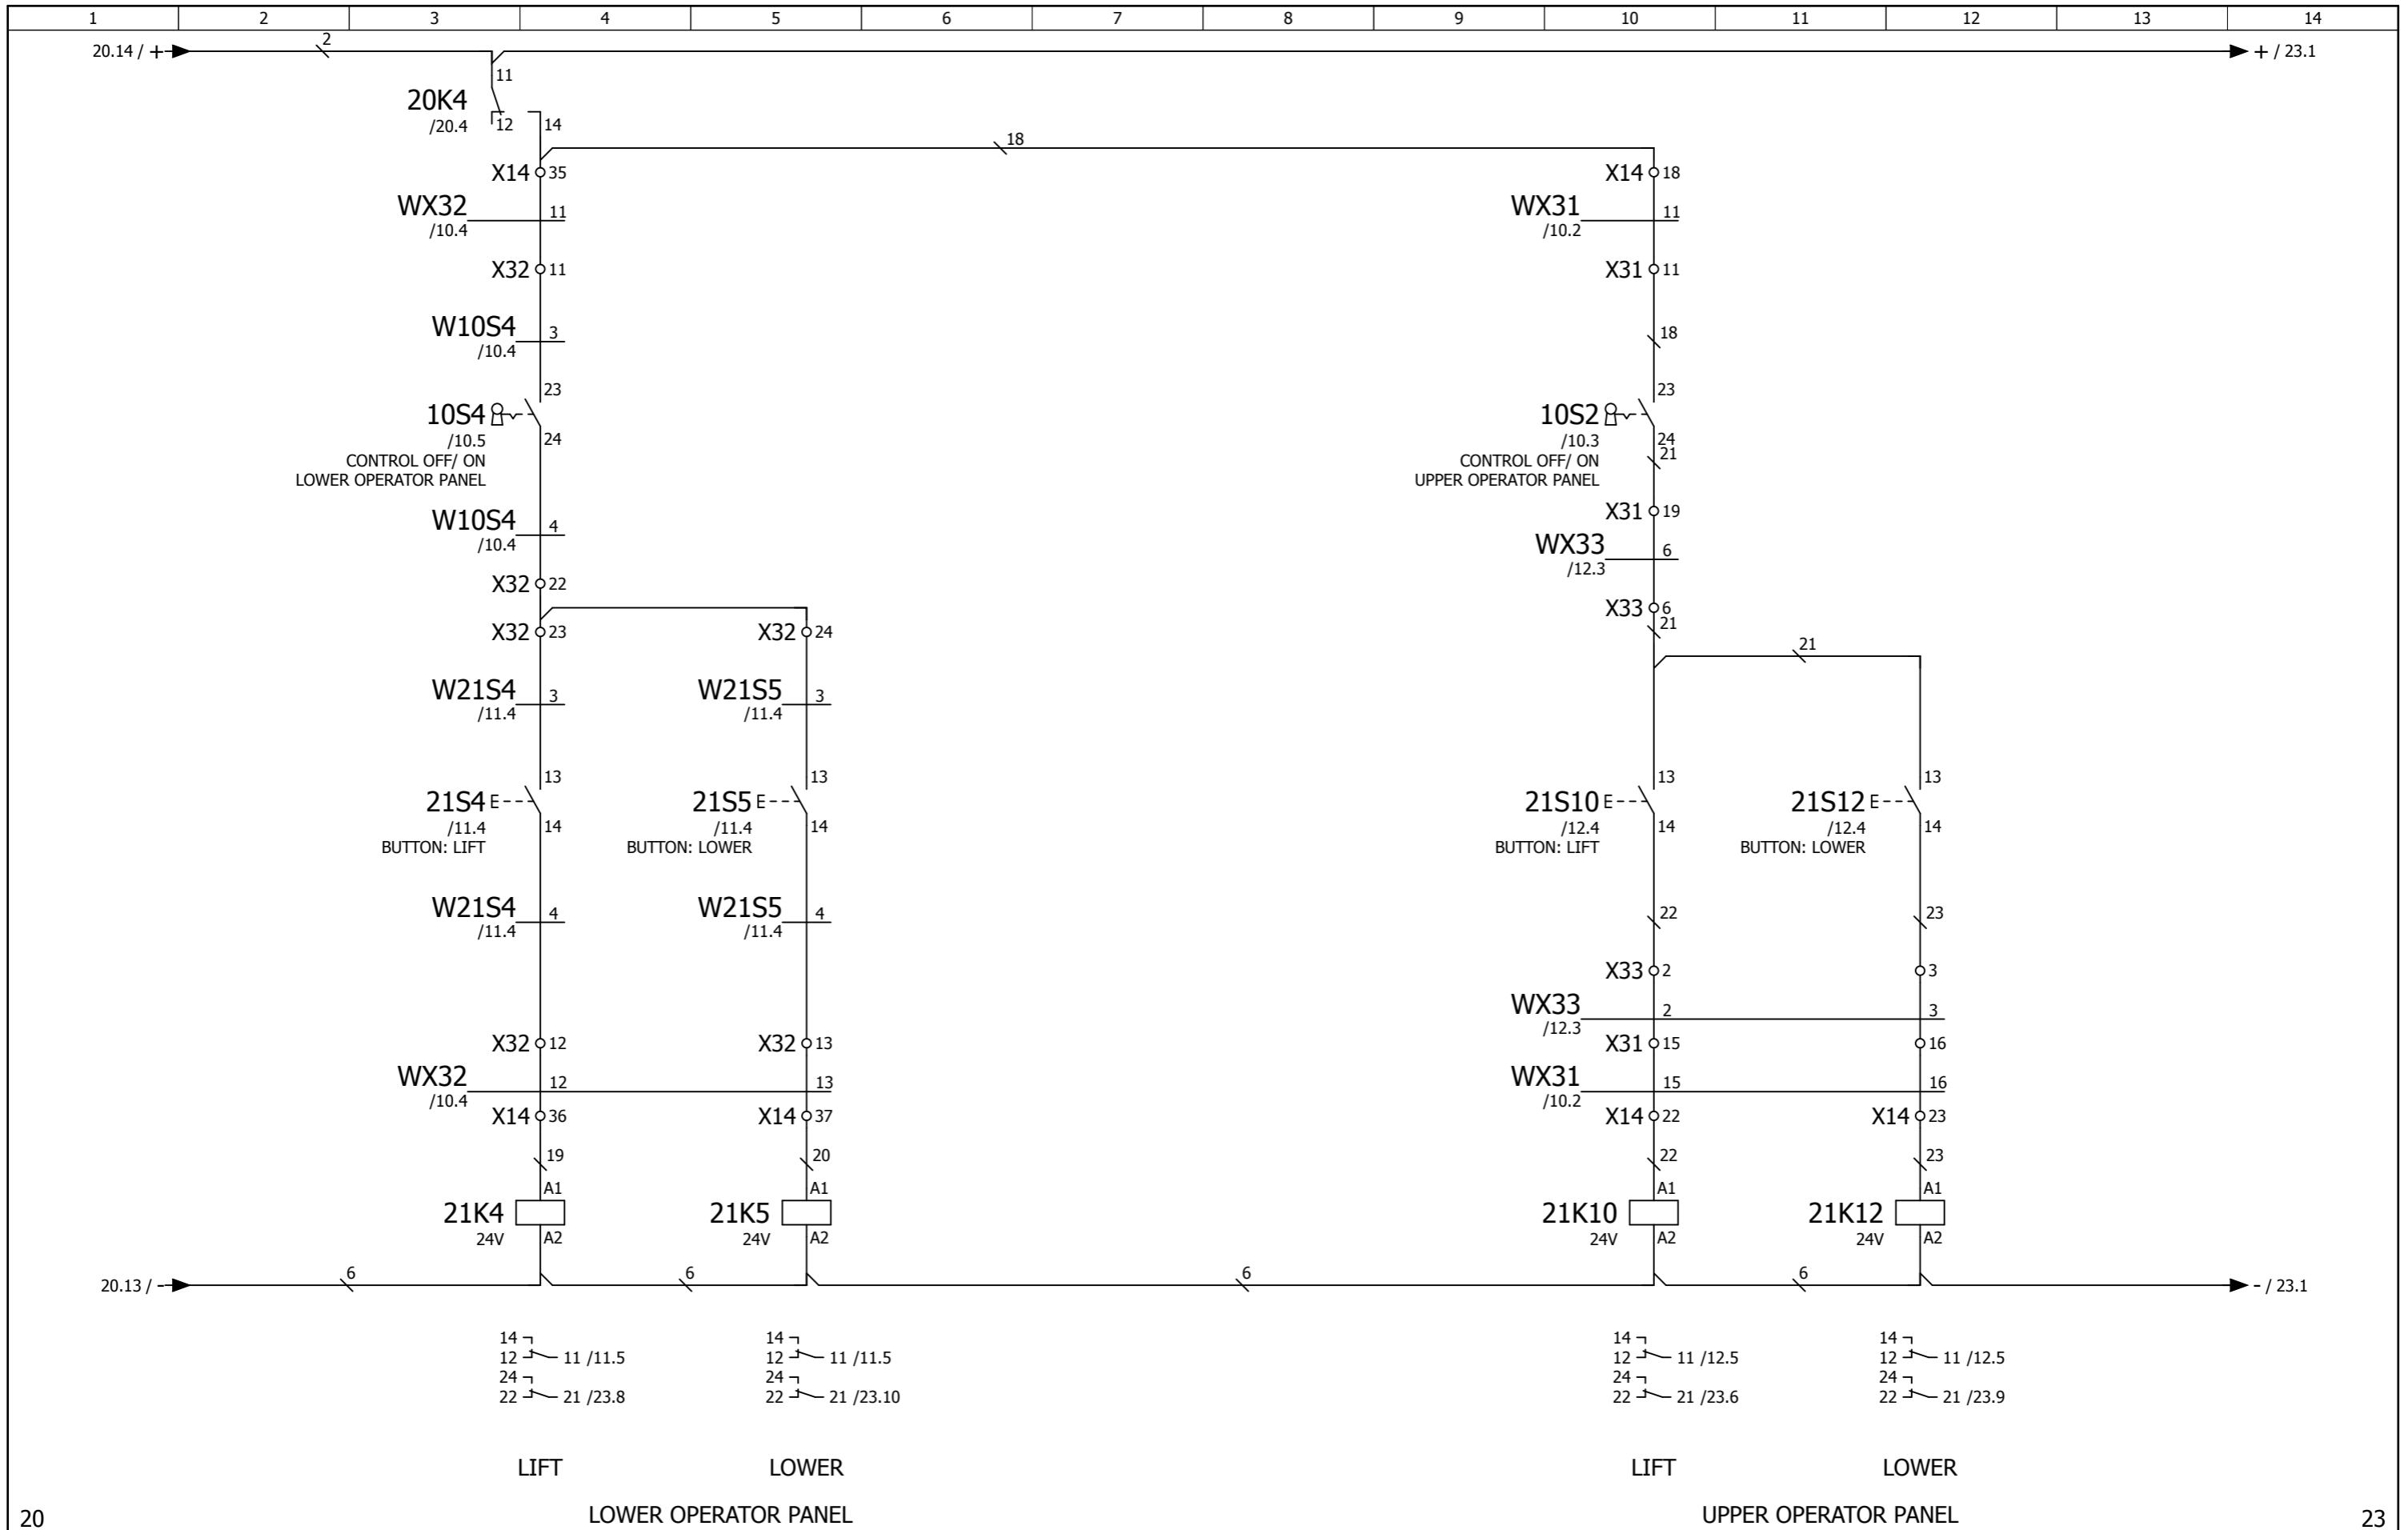 1 2 3 4 5 6 7 8 9 10 11 12 13 14
20.14 / + 2 + / 23.1
11
20K4
/20.4 12 14
18
X14 35 X14 18
WX32 11 WX31 11
/10.4 /10.2
X32 11 X31 11
W10S4 3 18
/10.4
23 23
10S4 10S2
/10.5 24 /10.3 24
CONTROL OFF/ ON CONTROL OFF/ ON 21
LOWER OPERATOR PANEL UPPER OPERATOR PANEL
X31 19
W10S4 4
/10.4
WX33 6
/12.3
X32 22
X33 6
21
X32 23 X32 24
21
W21S4 3 W21S5 3
/11.4 /11.4
13 13 13 13
21S4 E 21S5 E 21S10 E 21S12 E
/11.4 14 /11.4 14 /12.4 14 /12.4 14
BUTTON: LIFT BUTTON: LOWER BUTTON: LIFT BUTTON: LOWER
W21S4 4 W21S5 4 22 23
/11.4 /11.4
X33 2 3
WX33 2 3
/12.3
X32 12 X32 13 X31 15 16
WX32 12 13 WX31 15 16
/10.4 /10.2
X14 36 X14 37 X14 22 X14 23
19 20 22 23
A1 A1 A1 A1
21K4 21K5 21K10 21K12
24V A2 24V A2 24V A2 24V A2
20.13 / - 6 6 6 6 - / 23.1
14 14 14 14
12 11 /11.5 12 11 /11.5 12 11 /12.5 12 11 /12.5
24 24 24 24
22 21 /23.8 22 21 /23.10 22 21 /23.6 22 21 /23.9
LIFT LOWER LIFT LOWER
20 LOWER OPERATOR PANEL UPPER OPERATOR PANEL 23